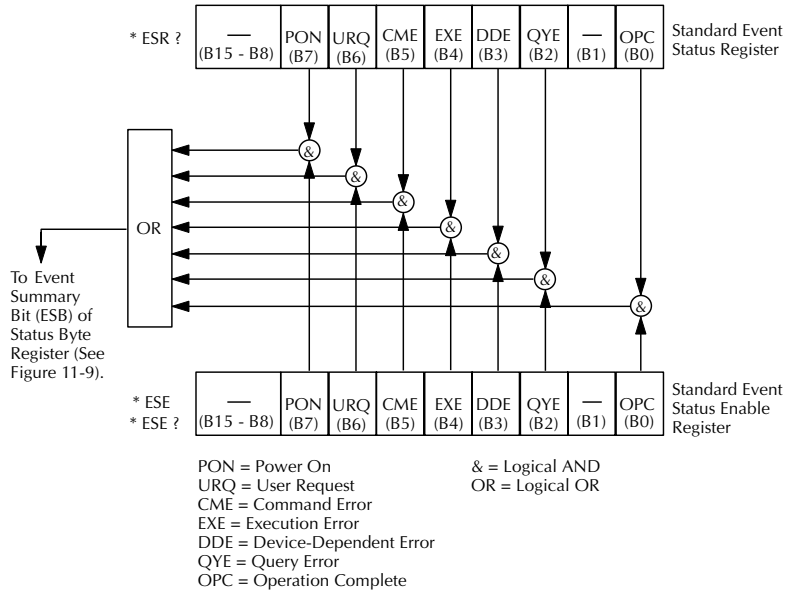 * ESR ?
— PON URQ CME EXE DDE QYE — OPC
(B15 - B8) (B7) (B6) (B5) (B4) (B3) (B2) (B1) (B0)
Standard Event
Status Register
&
&
&
&
&
&
&
OR
To Event
Summary
Bit (ESB) of
Status Byte
Register (See
Figure 11-9).
* ESE
* ESE ?
— PON URQ CME EXE DDE QYE — OPC
(B15 - B8) (B7) (B6) (B5) (B4) (B3) (B2) (B1) (B0)
Standard Event
Status Enable
Register
PON = Power On
URQ = User Request
CME = Command Error
EXE = Execution Error
DDE = Device-Dependent Error
QYE = Query Error
OPC = Operation Complete
& = Logical AND
OR = Logical OR